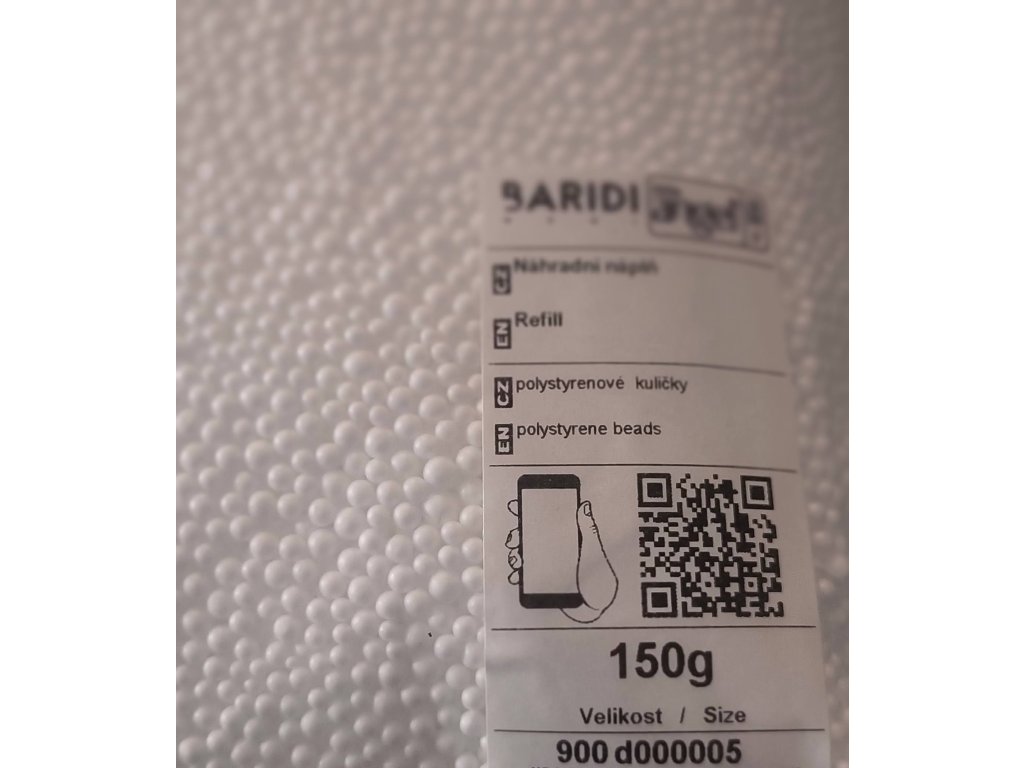 BARIDI
CZ Náhradní náplň
EN Refill
CZ polystyrenové kuličky
EN polystyrene beads
150g
Velikost / Size
900 d000005